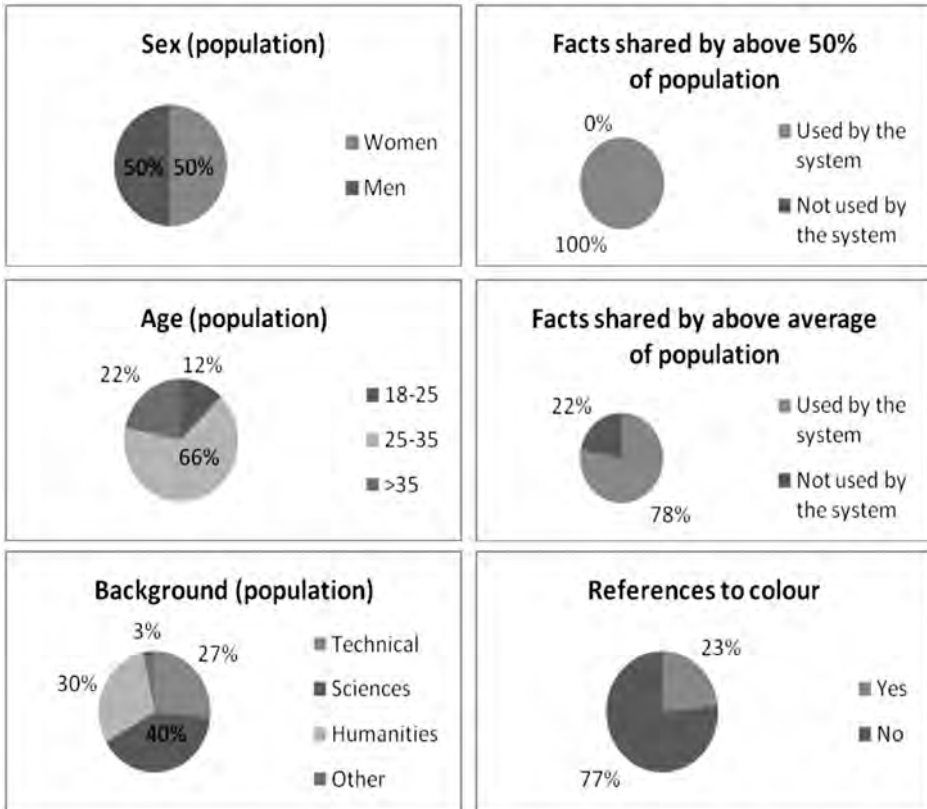 Sex (population)
50%
50%
Women
Men
Facts shared by above 50%
of population
0%
100%
Used by the
system
Not used by
the system
Age (population)
22%
12%
66%
18-25
25-35
>35
Facts shared by above average
of population
22%
78%
Used by the
system
Not used by
the system
Background (population)
3%
27%
30%
40%
Technical
Sciences
Humanities
Other
References to colour
23%
77%
Yes
No